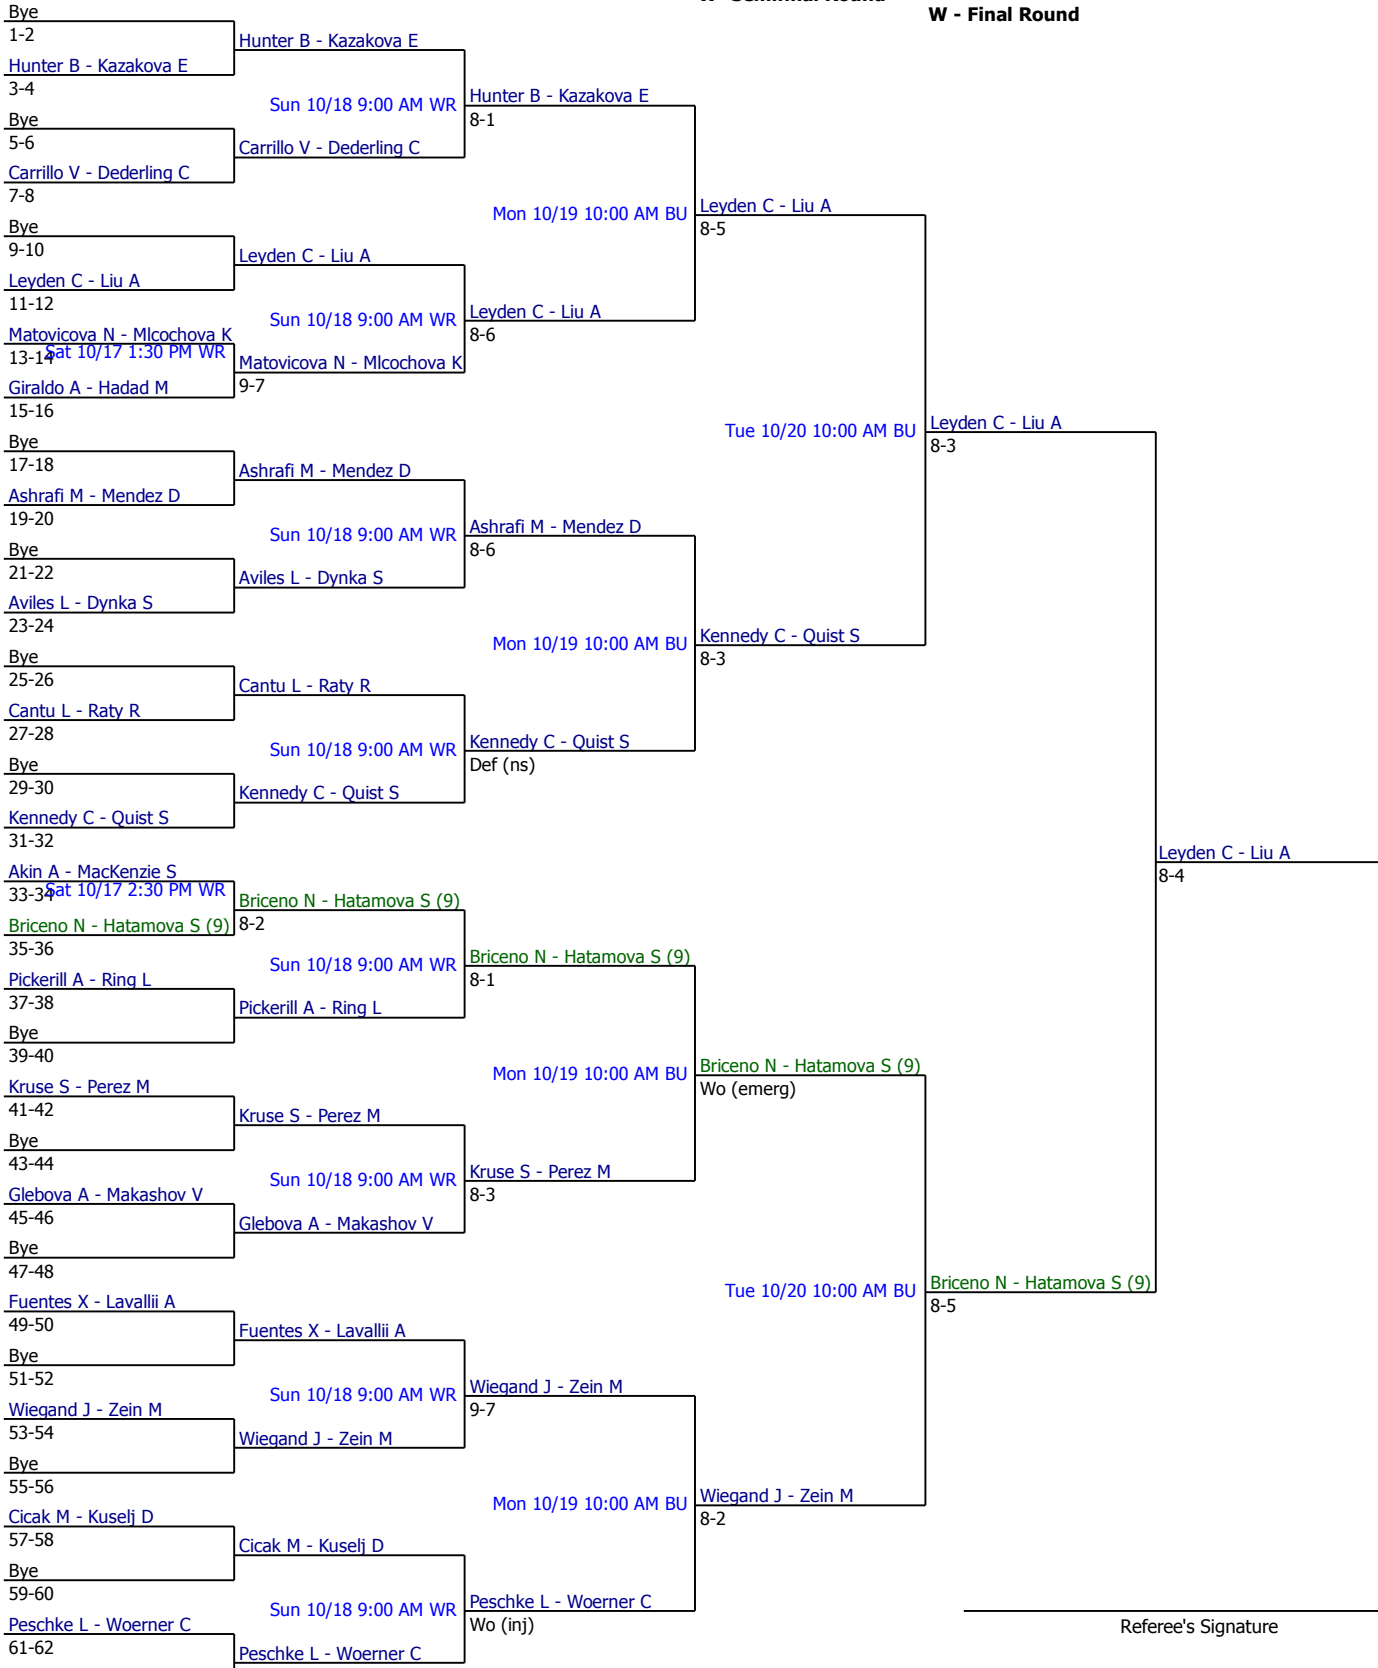 W - Final Round
Bye
1-2
Hunter B - Kazakova E
3-4
Bye
5-6
Carrillo V - Dederling C
7-8
Bye
9-10
Leyden C - Liu A
11-12
Matovicova N - Mlcochova K
Sat 10/17 1:30 PM WR
13-14
Giraldo A - Hadad M
15-16
Bye
17-18
Ashrafi M - Mendez D
19-20
Bye
21-22
Aviles L - Dynka S
23-24
Bye
25-26
Cantu L - Raty R
27-28
Bye
29-30
Kennedy C - Quist S
31-32
Akin A - MacKenzie S
Sat 10/17 2:30 PM WR
33-34
Briceno N - Hatamova S (9)
35-36
Pickerill A - Ring L
37-38
Bye
39-40
Kruse S - Perez M
41-42
Bye
43-44
Glebova A - Makashov V
45-46
Bye
47-48
Fuentes X - Lavallii A
49-50
Bye
51-52
Wiegand J - Zein M
53-54
Bye
55-56
Cicak M - Kuselj D
57-58
Bye
59-60
Peschke L - Woerner C
61-62
Hunter B - Kazakova E
Sun 10/18 9:00 AM WR
Carrillo V - Dederling C
Leyden C - Liu A
Sun 10/18 9:00 AM WR
Matovicova N - Mlcochova K
9-7
Ashrafi M - Mendez D
Sun 10/18 9:00 AM WR
Aviles L - Dynka S
Cantu L - Raty R
Sun 10/18 9:00 AM WR
Kennedy C - Quist S
Briceno N - Hatamova S (9)
8-2
Sun 10/18 9:00 AM WR
Pickerill A - Ring L
Kruse S - Perez M
Sun 10/18 9:00 AM WR
Glebova A - Makashov V
Fuentes X - Lavallii A
Sun 10/18 9:00 AM WR
Wiegand J - Zein M
Cicak M - Kuselj D
Sun 10/18 9:00 AM WR
Peschke L - Woerner C
Hunter B - Kazakova E
8-1
Mon 10/19 10:00 AM BU
Leyden C - Liu A
8-6
Ashrafi M - Mendez D
8-6
Mon 10/19 10:00 AM BU
Kennedy C - Quist S
Def (ns)
Briceno N - Hatamova S (9)
8-1
Mon 10/19 10:00 AM BU
Kruse S - Perez M
8-3
Wiegand J - Zein M
9-7
Mon 10/19 10:00 AM BU
Peschke L - Woerner C
Wo (inj)
Leyden C - Liu A
8-5
Tue 10/20 10:00 AM BU
Kennedy C - Quist S
8-3
Briceno N - Hatamova S (9)
Wo (emerg)
Tue 10/20 10:00 AM BU
Wiegand J - Zein M
8-2
Leyden C - Liu A
8-3
Briceno N - Hatamova S (9)
8-5
Leyden C - Liu A
8-4
Referee's Signature